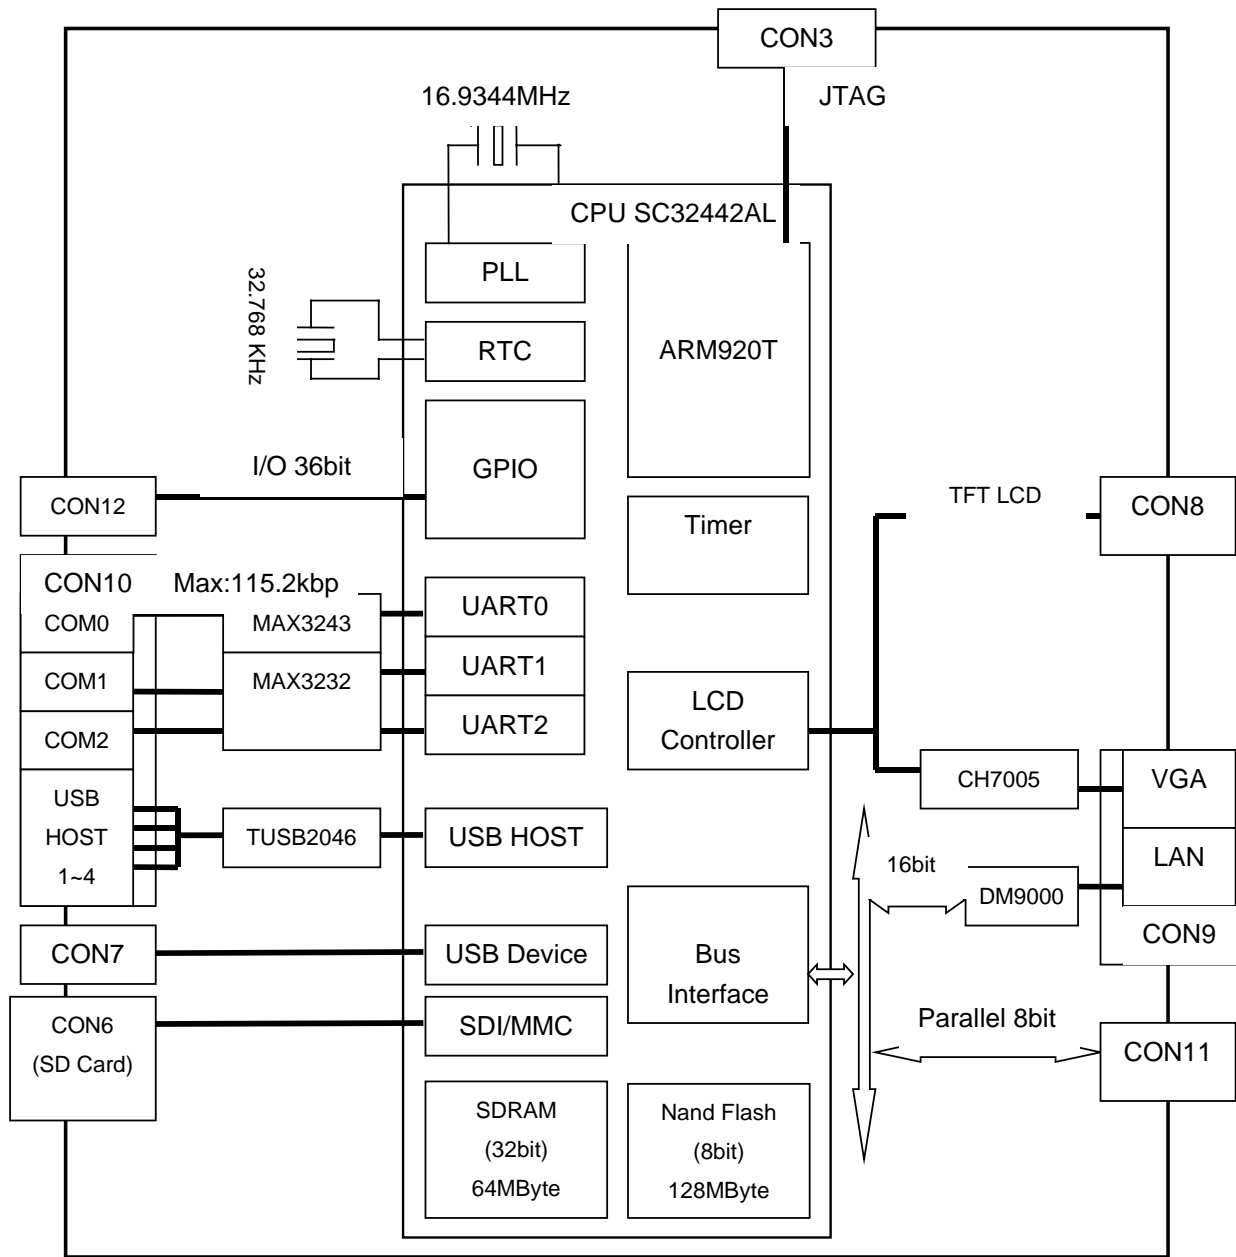 CON3
16.9344MHz
JTAG
CPU SC32442AL
PLL
32.768 KHz
RTC
ARM920T
I/O 36bit
GPIO
CON12
TFT LCD
CON8
Timer
CON10
Max:115.2kbp
COM0
MAX3243
UART0
COM1
MAX3232
UART1
COM2
UART2
LCD
Controller
CH7005
VGA
USB
HOST
1~4
TUSB2046
USB HOST
16bit
LAN
DM9000
CON9
CON7
USB Device
Bus
Interface
CON6
(SD Card)
SDI/MMC
Parallel 8bit
CON11
SDRAM
(32bit)
64MByte
Nand Flash
(8bit)
128MByte